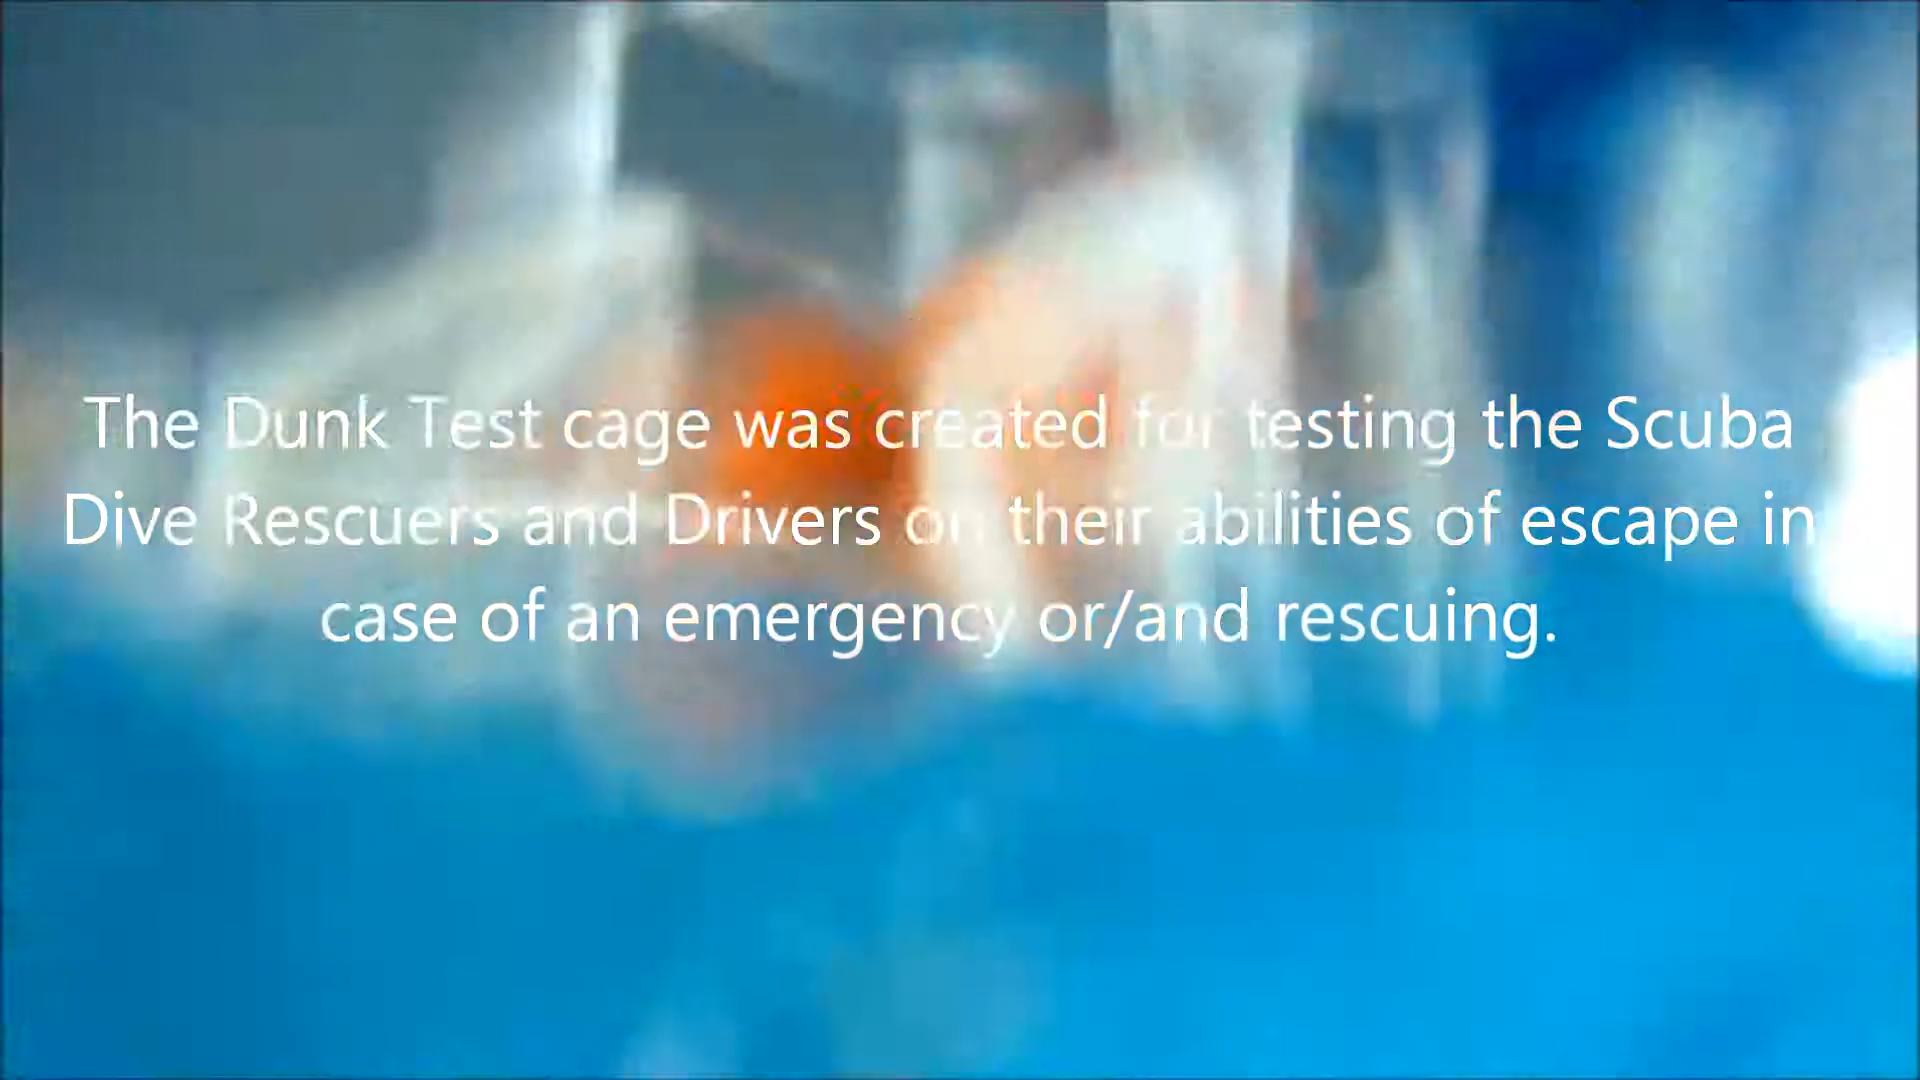 The Dunk Test cage was created for testing the Scuba
Dive Rescuers and Drivers on their abilities of escape in
case of an emergency or/and rescuing.